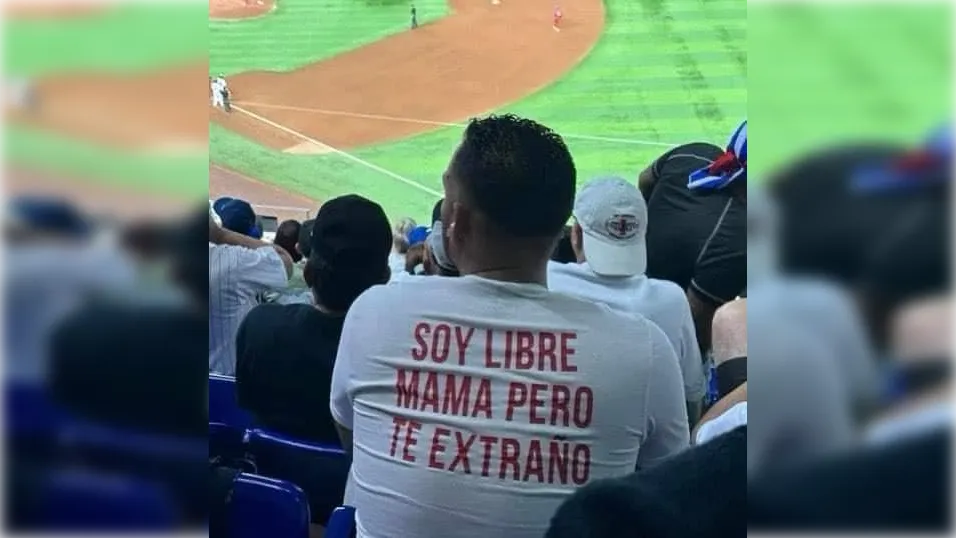 SOY LIBRE
MAMA PERO
TE EXTRAÑO